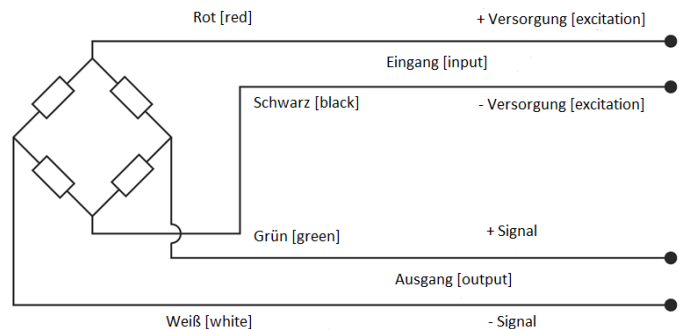 Rot [red] + Versorgung [excitation]
Eingang [input]
Schwarz [black] - Versorgung [excitation]
Grün [green] + Signal
Ausgang [output]
Weiß [white] - Signal